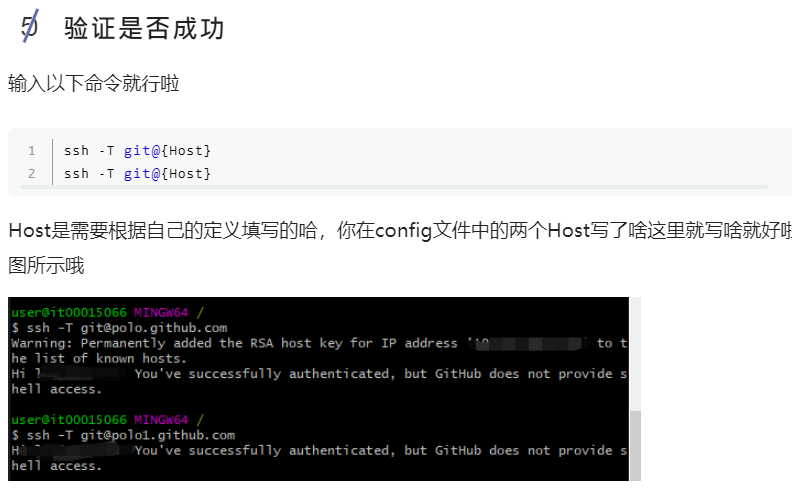 5 验证是否成功
输入以下命令就行啦
1 ssh -T git@{Host}
2 ssh -T git@{Host}
Host是需要根据自己的定义填写的哈，你在config文件中的两个Host写了啥这里就写啥就好啦
图所示哦
user@it00015066 MINGW64 /
$ ssh -T git@polo.github.com
Warning: Permanently added the RSA host key for IP address ' to t
he list of known hosts.
Hi You've successfully authenticated, but GitHub does not provide s
hell access.
user@it00015066 MINGW64 /
$ ssh -T git@polo1.github.com
Hi You've successfully authenticated, but GitHub does not provide s
hell access.